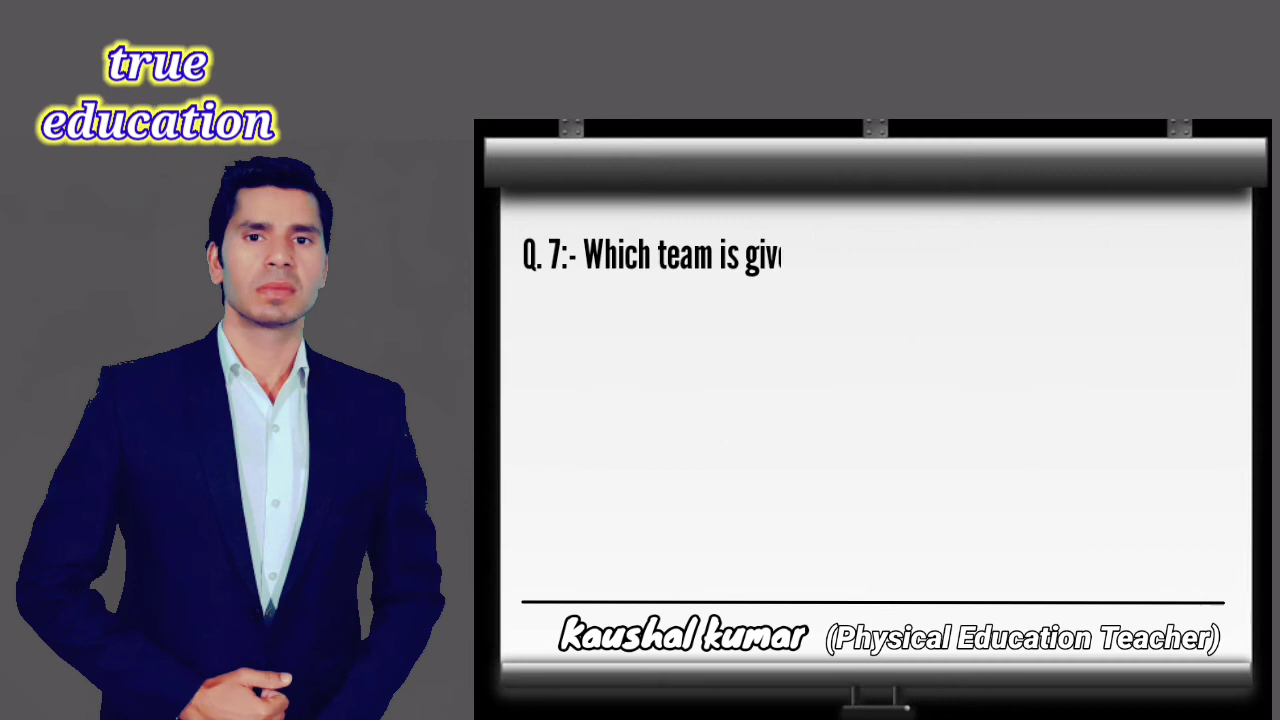 true
education
Q. 7:- Which team is giv
Kaushal kumar (Physical Education Teacher)